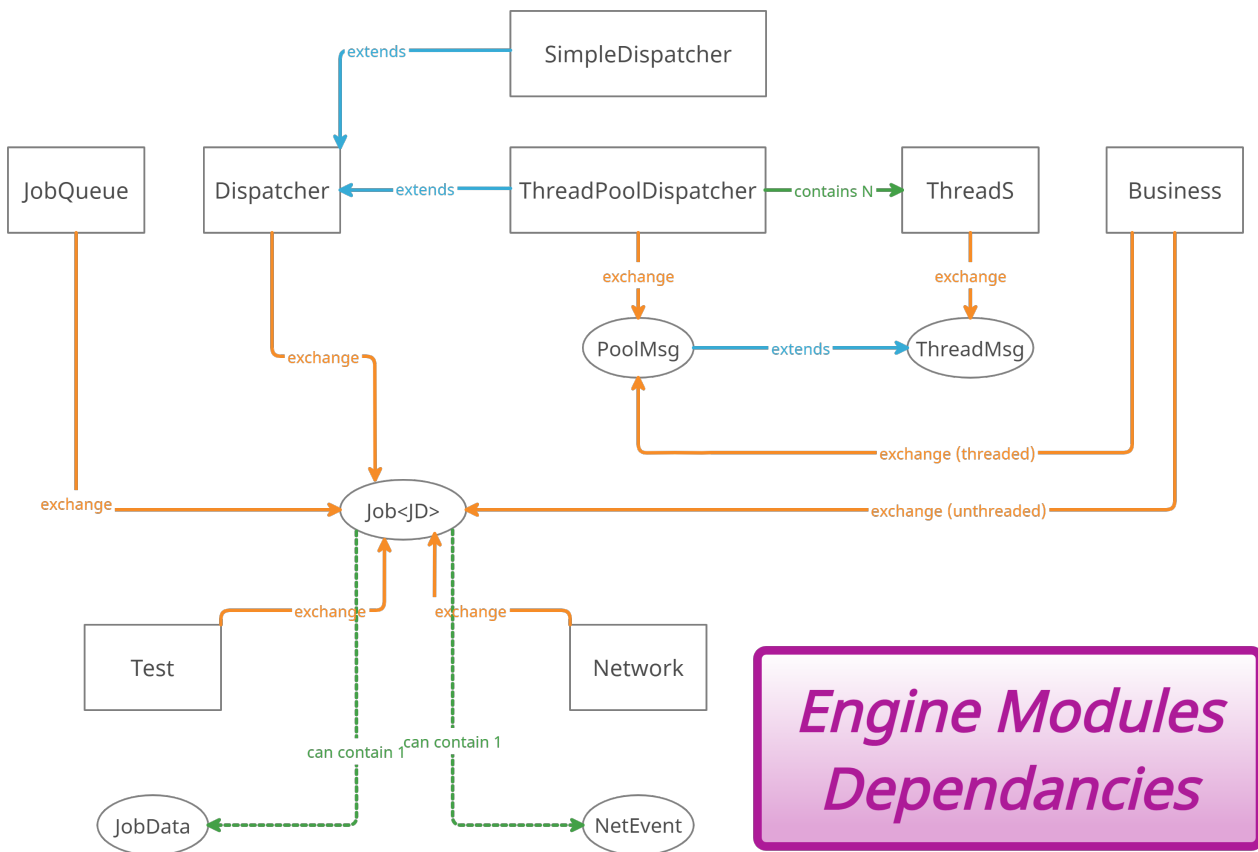 SimpleDispatcher
extends
JobQueue
Dispatcher
extends
ThreadPoolDispatcher
contains N
ThreadS
Business
exchange
exchange
PoolMsg
extends
ThreadMsg
exchange
exchange (threaded)
exchange
Job<JD>
exchange (unthreaded)
exchange
exchange
Test
Network
can contain 1
can contain 1
JobData
NetEvent
Engine Modules
Dependancies